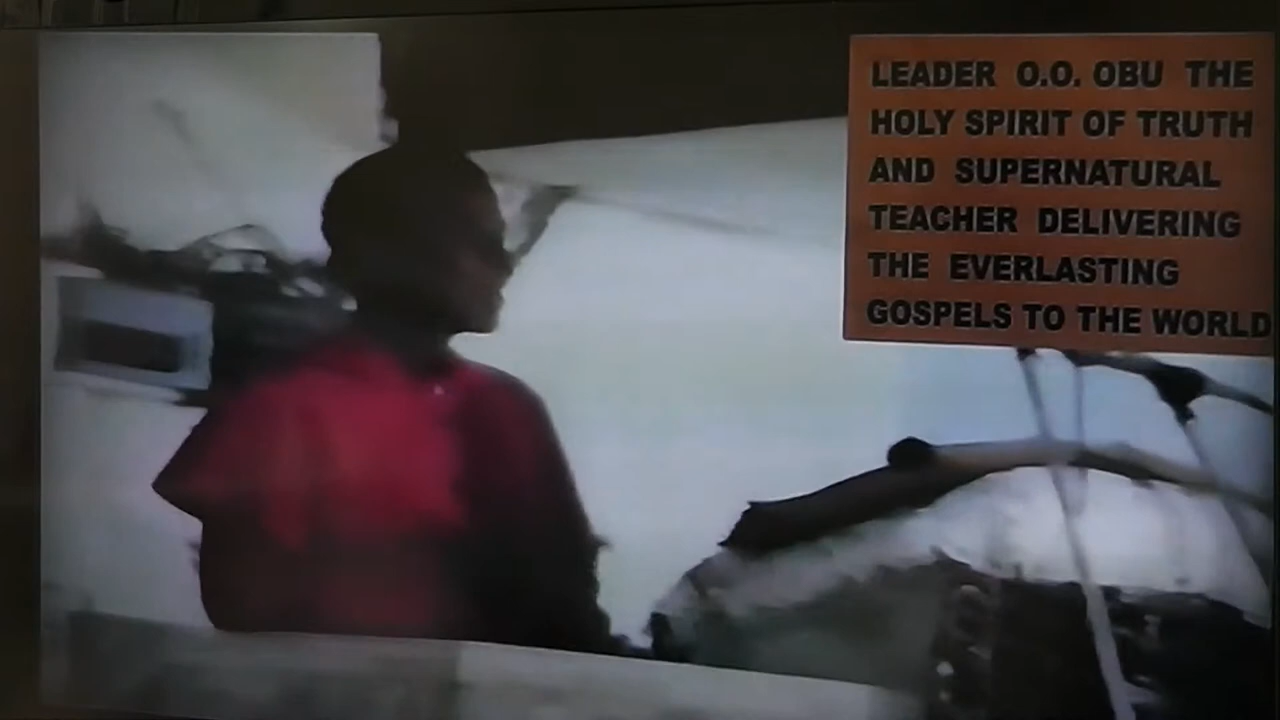 LEADER O.O. OBU THE
HOLY SPIRIT OF TRUTH
AND SUPERNATURAL
TEACHER DELIVERING
THE EVERLASTING
GOSPELS TO THE WORLD